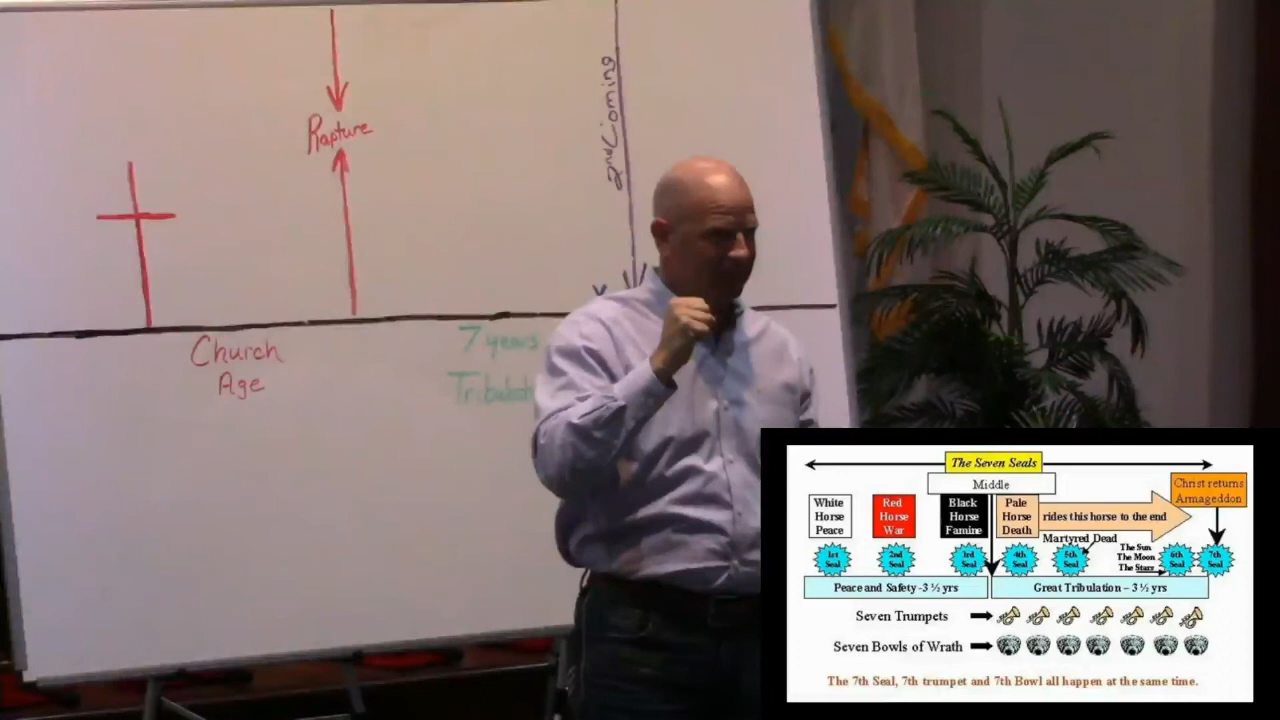 Rapture
2nd Coming
Church
Age
7 years
The Seven Seals
Middle
Christ returns
Armageddon
White
Horse
Peace
Red
Horse
War
Black
Horse
Famine
Pale
Horse
Death
rides this horse to the end
Martyred Dead
The Sun
The Moon
The Stars
1st
Seal
2nd
Seal
3rd
Seal
4th
Seal
5th
Seal
6th
Seal
7th
Seal
Peace and Safety -3 ½ yrs
Great Tribulation – 3 ½ yrs
Seven Trumpets
Seven Bowls of Wrath
The 7th Seal, 7th trumpet and 7th Bowl all happen at the same time.